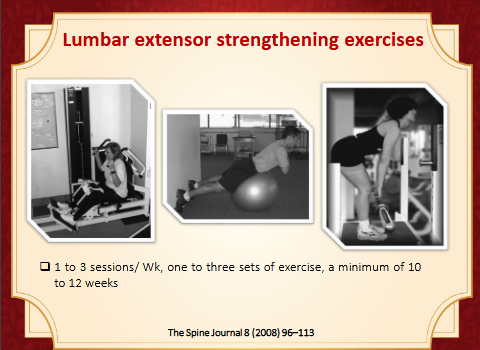 Lumbar extensor strengthening exercises
❑ 1 to 3 sessions/ Wk, one to three sets of exercise, a minimum of 10
to 12 weeks
The Spine Journal 8 (2008) 96–113